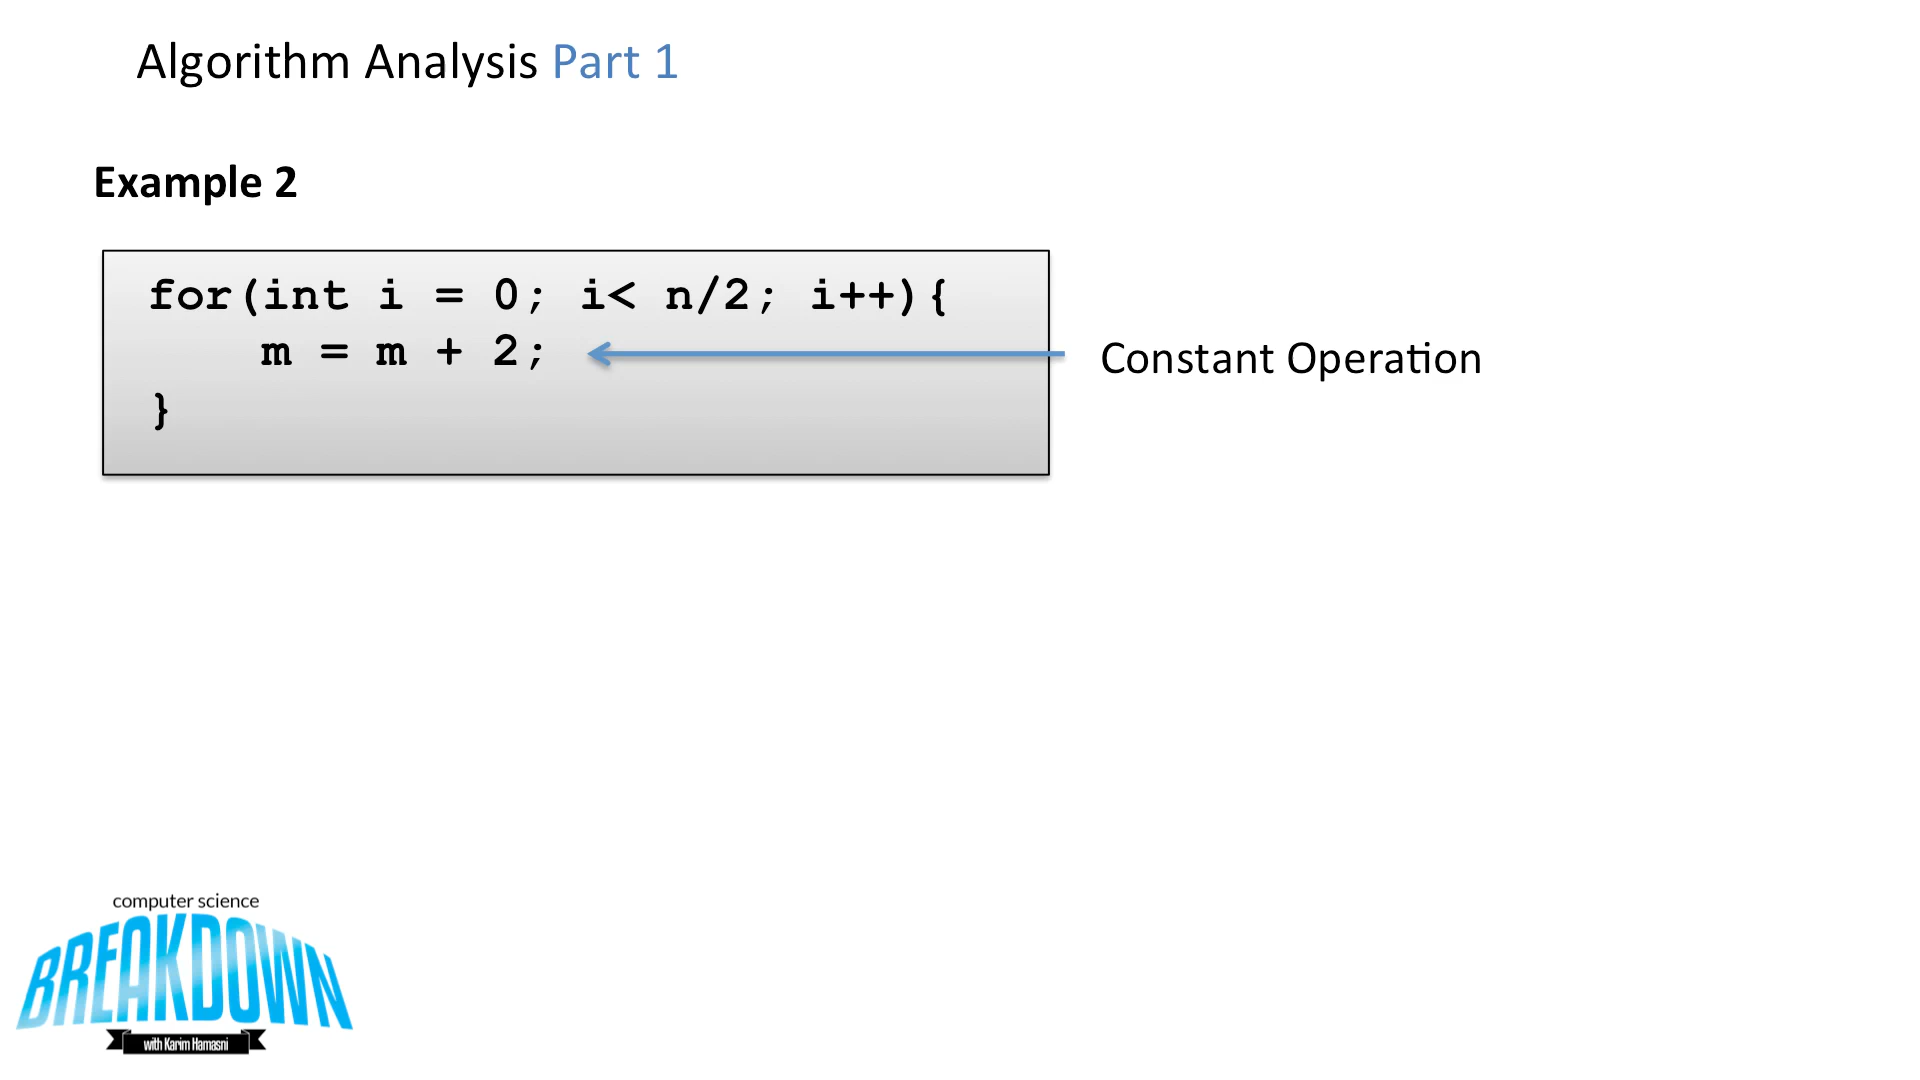 Algorithm Analysis Part 1
Example 2
for(int i = 0; i< n/2; i++){
m = m + 2;
}
Constant Operation
computer science
BREAKDOWN
with Karim Hamasni